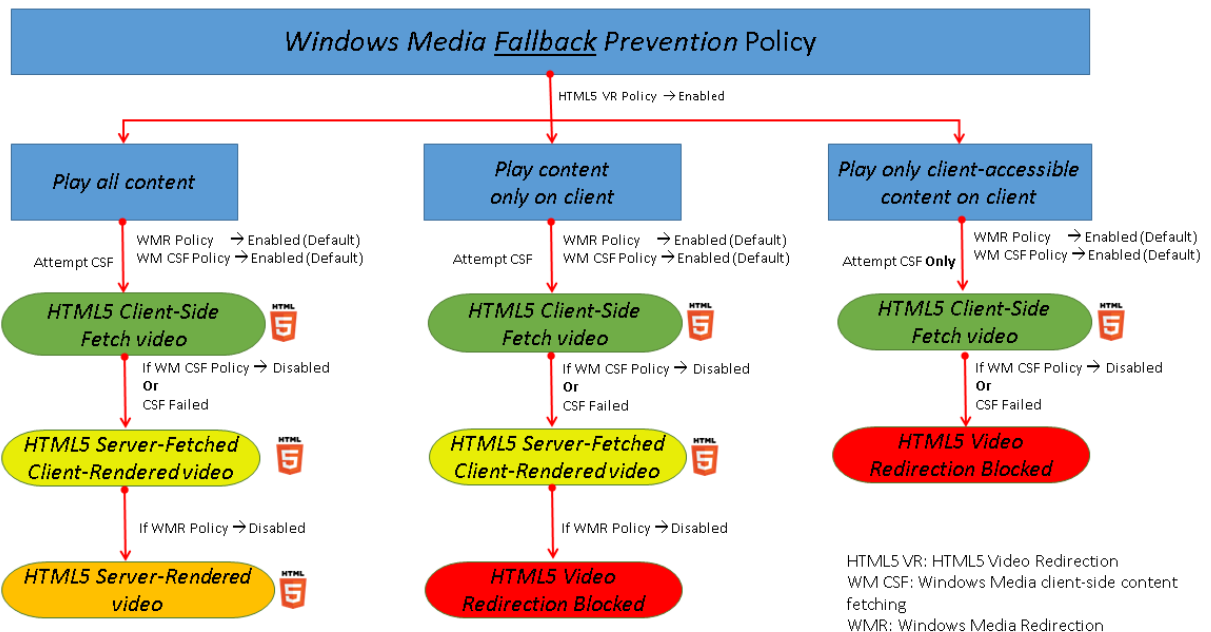 Windows Media Fallback Prevention Policy
HTML5 VR Policy → Enabled
Play all content
WMR Policy → Enabled (Default)
WM CSF Policy → Enabled (Default)
Attempt CSF
HTML5 Client-Side
Fetch video
HTML
5
If WM CSF Policy → Disabled
Or
CSF Failed
HTML5 Server-Fetched
Client-Rendered video
HTML
5
If WMR Policy → Disabled
HTML5 Server-Rendered
video
HTML
5
Play content
only on client
WMR Policy → Enabled (Default)
WM CSF Policy → Enabled (Default)
Attempt CSF
HTML5 Client-Side
Fetch video
HTML
5
If WM CSF Policy → Disabled
Or
CSF Failed
HTML5 Server-Fetched
Client-Rendered video
HTML
5
If WMR Policy → Disabled
HTML5 Video
Redirection Blocked
Play only client-accessible
content on client
WMR Policy → Enabled (Default)
WM CSF Policy → Enabled (Default)
Attempt CSF Only
HTML5 Client-Side
Fetch video
HTML
5
If WM CSF Policy → Disabled
Or
CSF Failed
HTML5 Video
Redirection Blocked
HTML5 VR: HTML5 Video Redirection
WM CSF: Windows Media client-side content
fetching
WMR: Windows Media Redirection